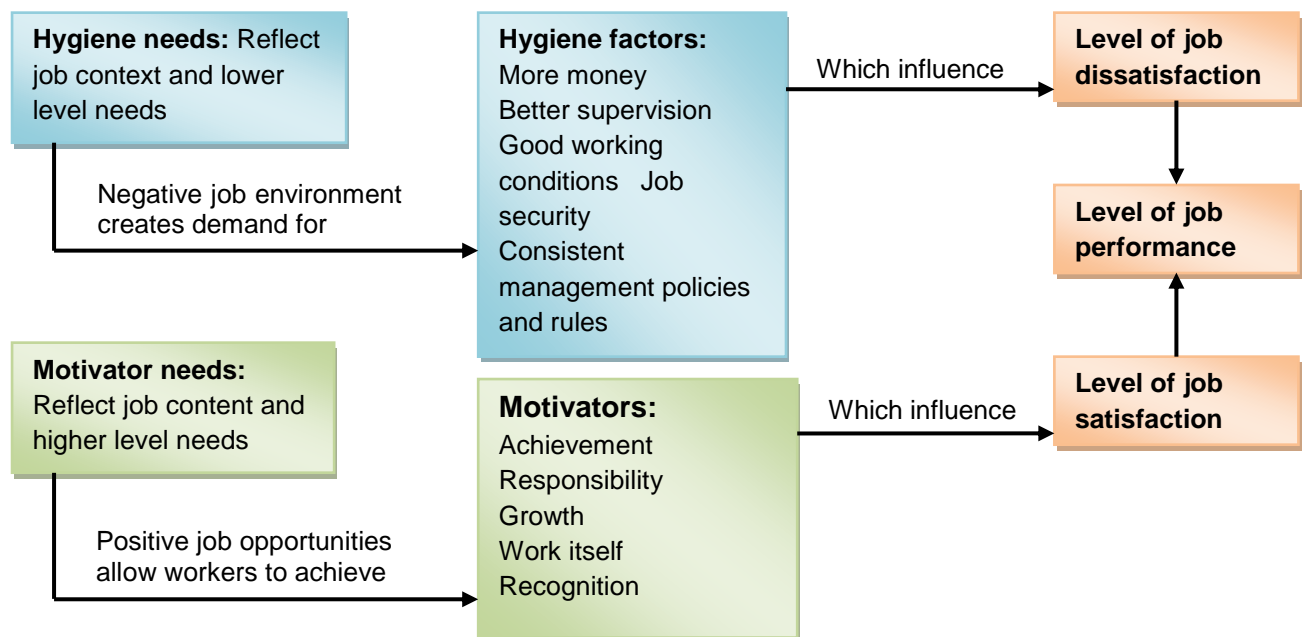 Hygiene needs: Reflect
job context and lower
level needs
Negative job environment
creates demand for
Hygiene factors:
More money
Better supervision
Good working
conditions   Job
security
Consistent
management policies
and rules
Which influence
Level of job
dissatisfaction
Level of job
performance
Motivator needs:
Reflect job content and
higher level needs
Positive job opportunities
allow workers to achieve
Motivators:
Achievement
Responsibility
Growth
Work itself
Recognition
Which influence
Level of job
satisfaction